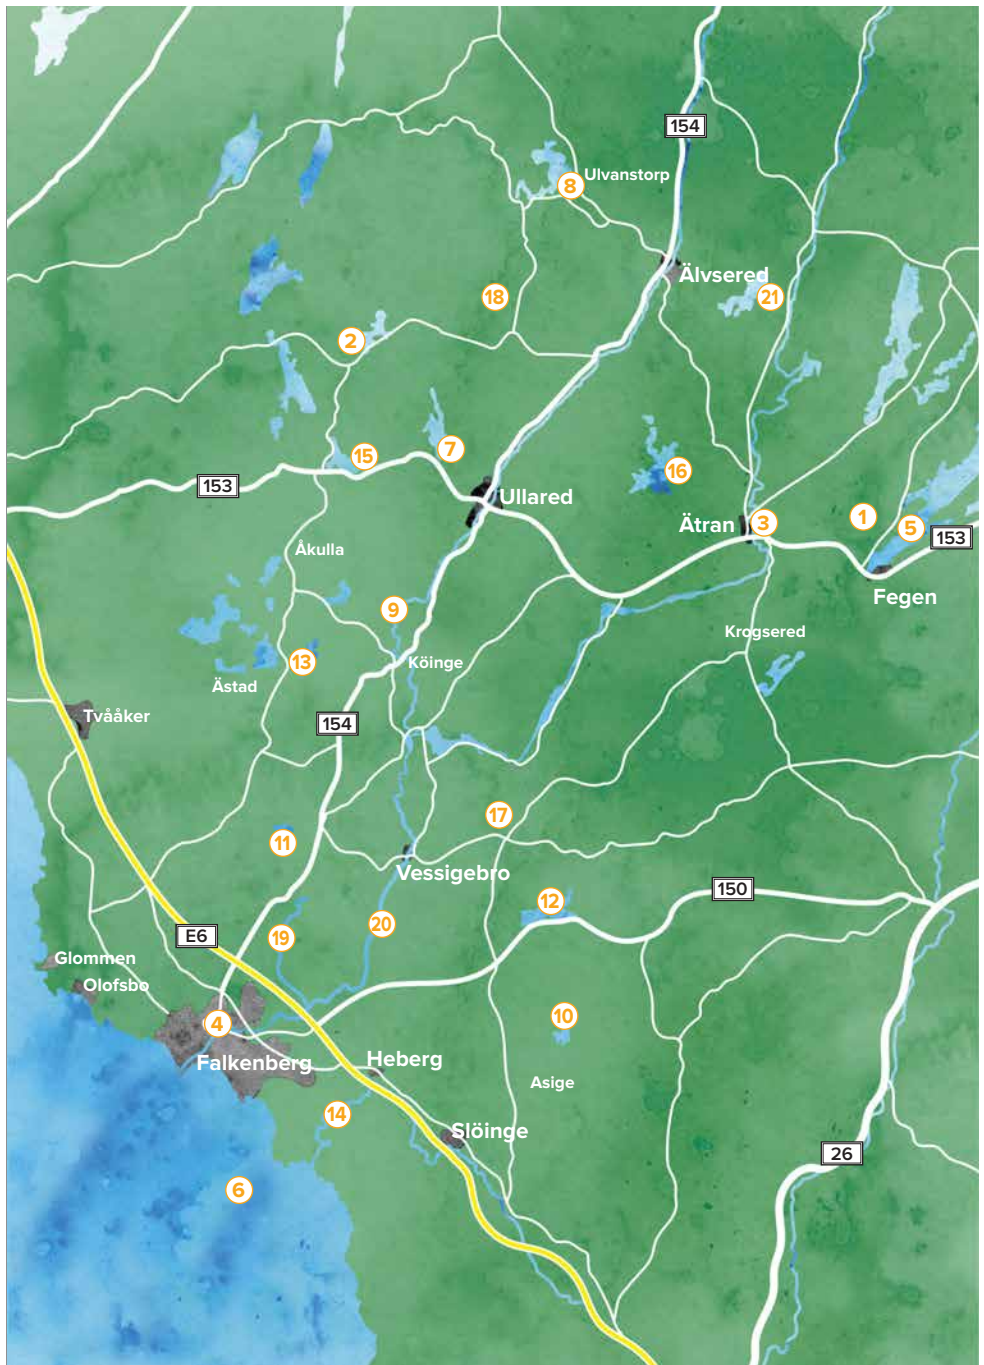 154
8
Ulvanstorp
Älvsered
21
18
2
7
15
16
153
Ullared
1
Ätran
3
5
153
Åkulla
Fegen
9
Krogsered
13
Köinge
Ästad
Tvååker
154
17
11
Vessigebro
150
12
20
E6
19
Glommen
Olofsbo
10
4
Falkenberg
Heberg
Asige
14
Slöinge
26
6